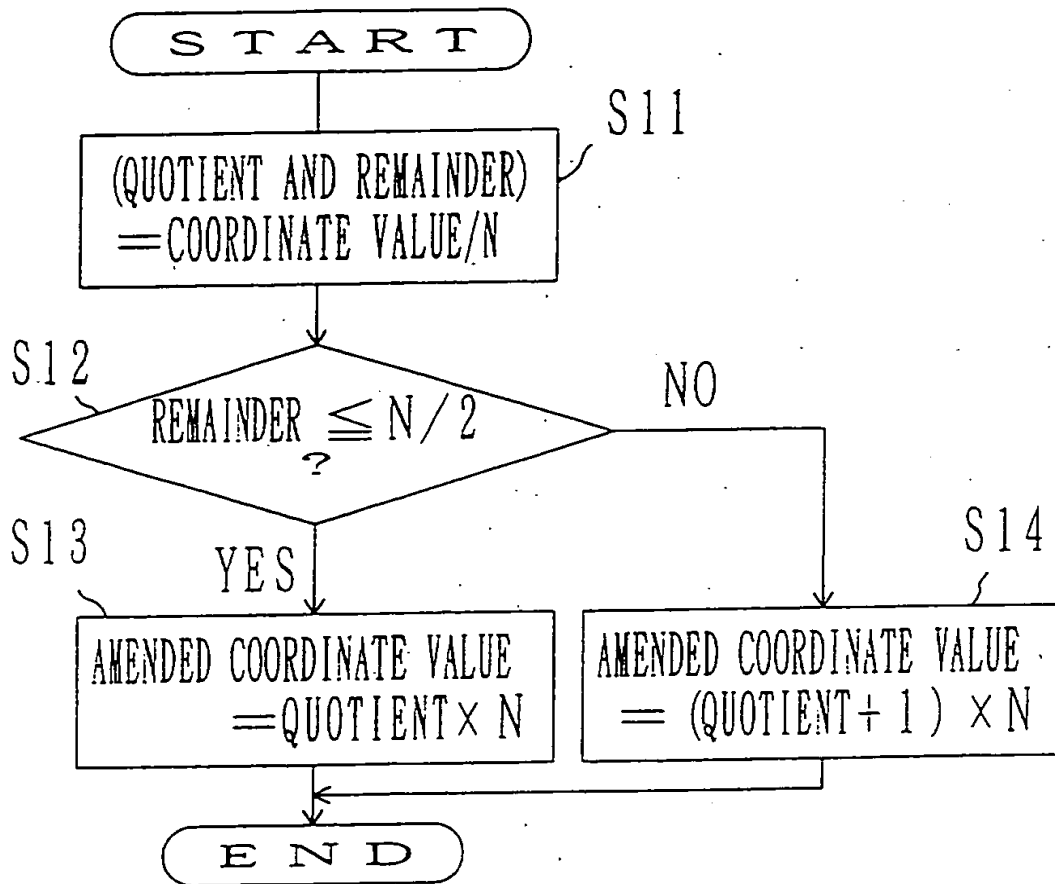 START
S11
(QUOTIENT AND REMAINDER)
=COORDINATE VALUE/N
S12
REMAINDER ≦ N/2
?
NO
YES
S13
AMENDED COORDINATE VALUE
=QUOTIENT× N
S14
AMENDED COORDINATE VALUE
= (QUOTIENT+1) ×N
END